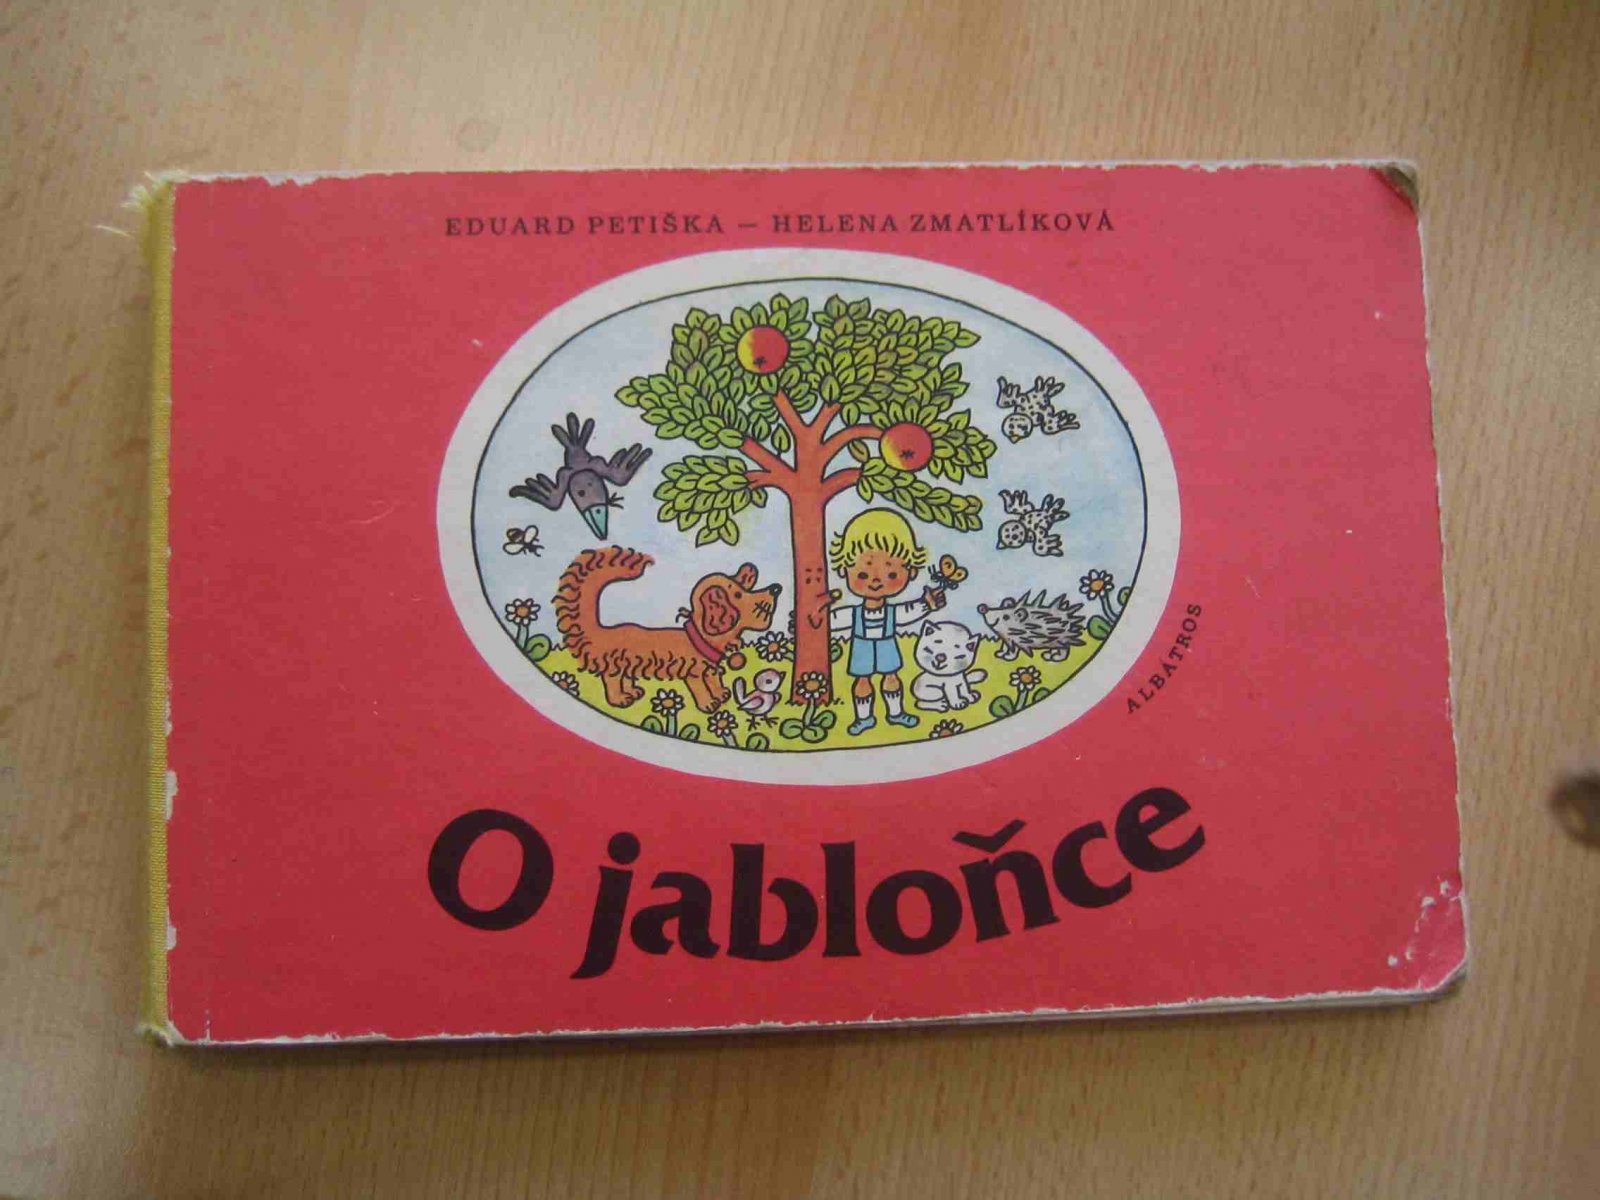 EDUARD PETIŠKA – HELENA ZMATLÍKOVÁ
ALBATROS
O jabloňce